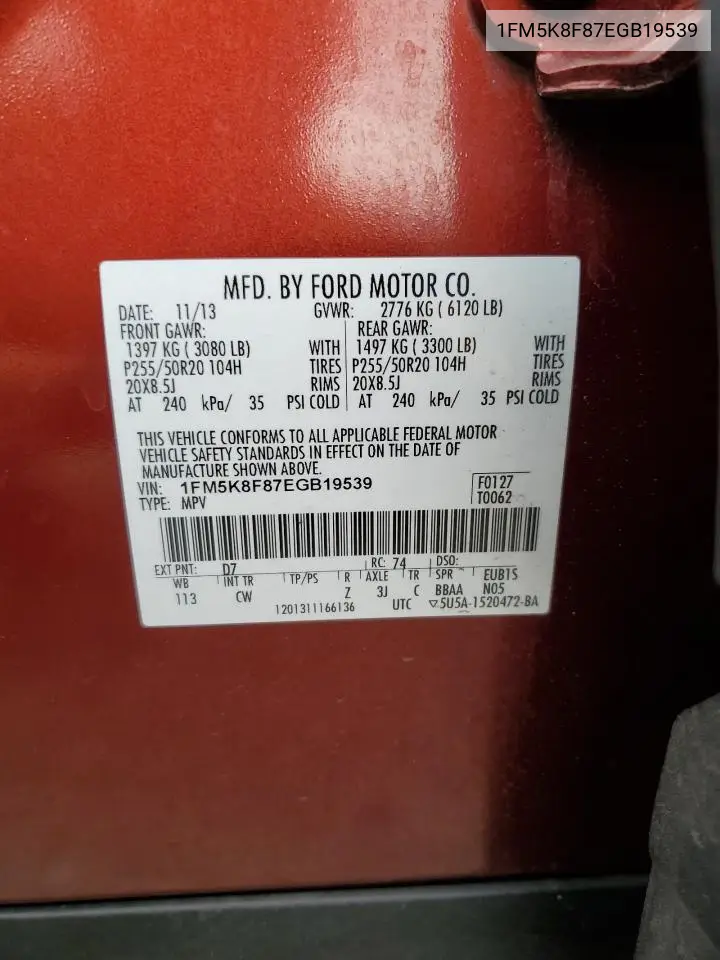 1FM5K8F87EGB19539
MFD. BY FORD MOTOR CO.
DATE: 11/13 GVWR: 2776 KG ( 6120 LB)
FRONT GAWR: REAR GAWR:
1397 KG ( 3080 LB) WITH 1497 KG ( 3300 LB) WITH
P255/50R20 104H TIRES P255/50R20 104H TIRES
20X8.5J RIMS 20X8.5J RIMS
AT 240 kPa/ 35 PSI COLD AT 240 kPa/ 35 PSI COLD
THIS VEHICLE CONFORMS TO ALL APPLICABLE FEDERAL MOTOR
VEHICLE SAFETY STANDARDS IN EFFECT ON THE DATE OF
MANUFACTURE SHOWN ABOVE.
VIN: 1FM5K8F87EGB19539 F0127
TYPE: MPV T0062
EXT PNT: D7 RC: 74 DSO:
WB INT TR TP/PS R AXLE TR SPR EUB1S
113 CW Z 3J C BBAA N05
1201311166136 UTC ▽5U5A-1520472-BA